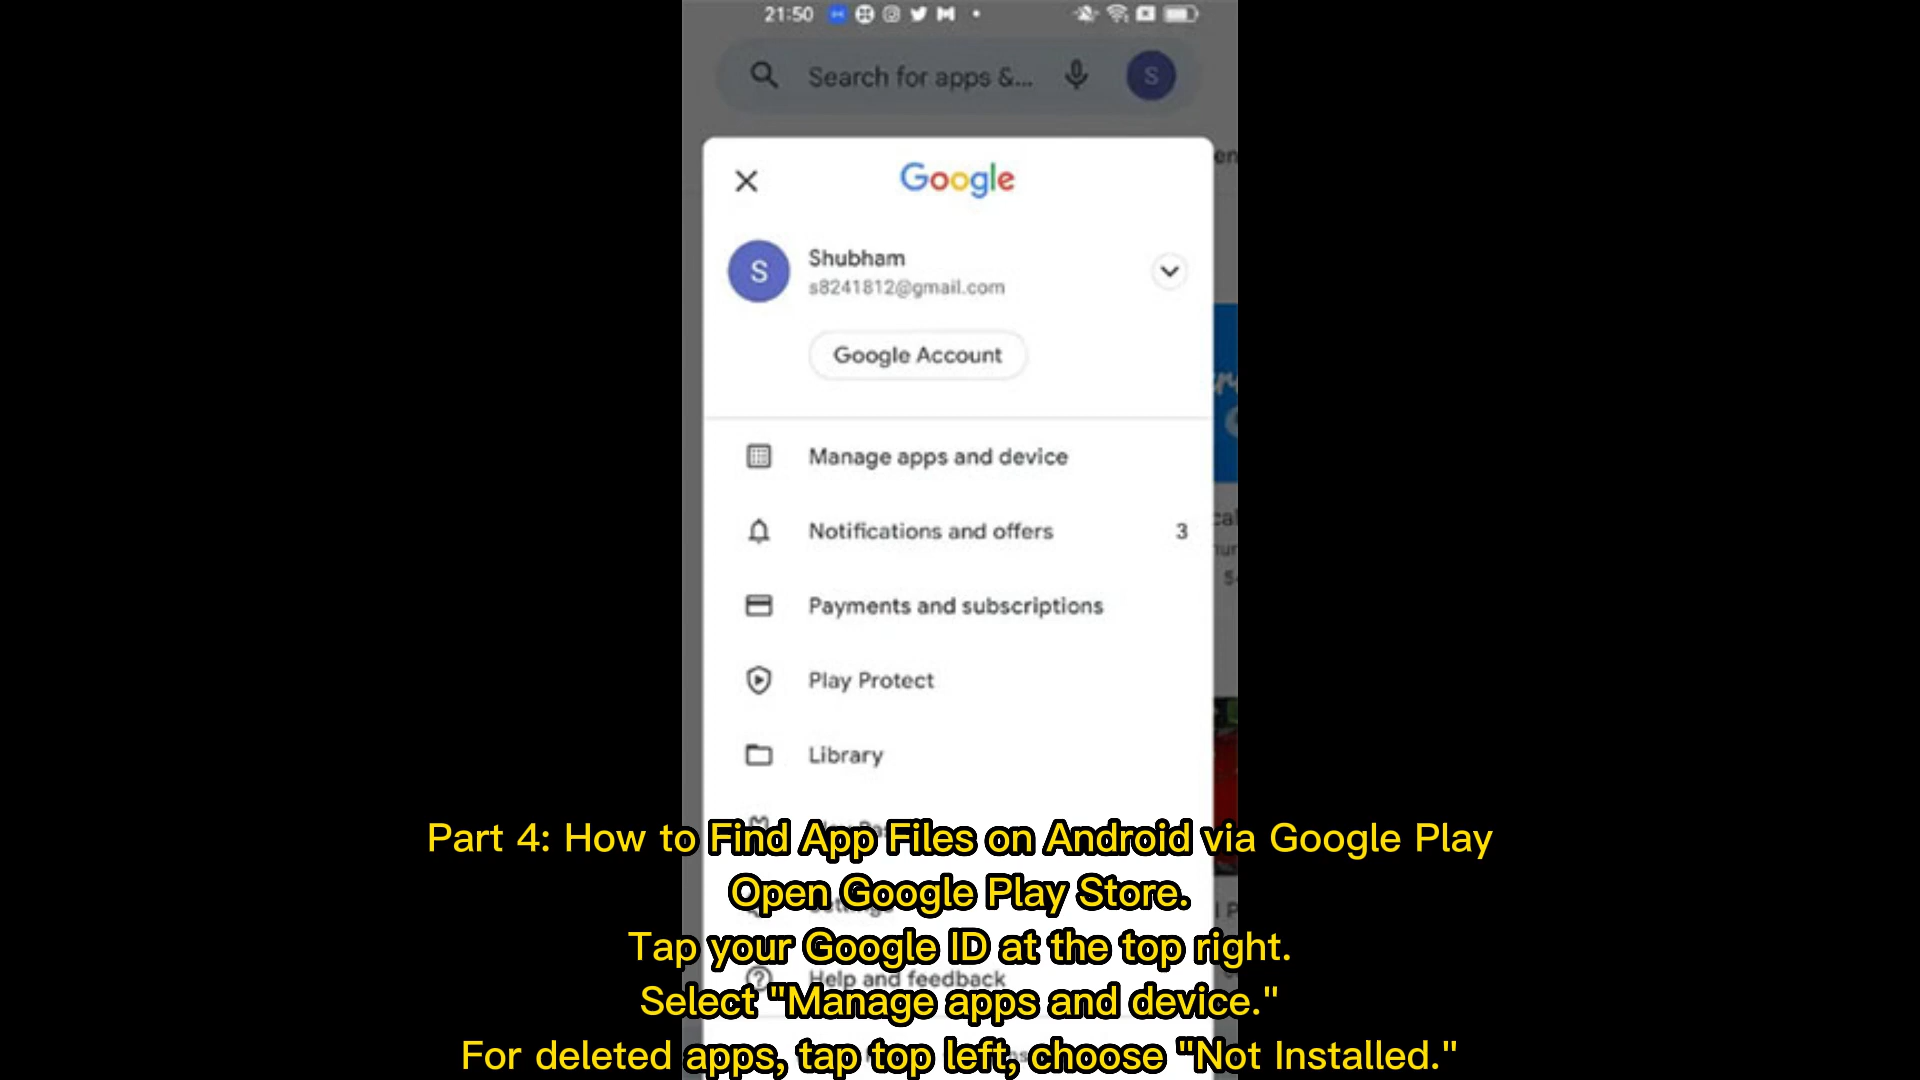 21:50
Search for apps &...
S
Google
S
Shubham
s8241812@gmail.com
Google Account
Manage apps and device
Notifications and offers 3
Payments and subscriptions
Play Protect
Library
Part 4: How to Find App Files on Android via Google Play
Open Google Play Store.
Tap your Google ID at the top right.
Help and feedback
Select "Manage apps and device."
For deleted apps, tap top left, choose "Not Installed."